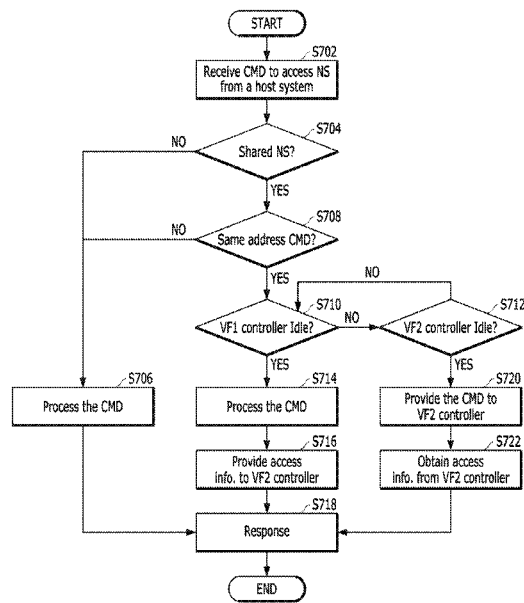 START
S702
Receive CMD to access NS
from a host system
S704
NO
Shared NS?
YES
S708
NO
Same address CMD?
YES
NO
S710
S712
VF1 controller Idle?
NO
VF2 controller Idle?
YES
YES
S706
S714
S720
Process the CMD
Process the CMD
Provide the CMD to
VF2 controller
S716
S722
Provide access
info. to VF2 controller
Obtain access
info. from VF2 controller
S718
Response
END